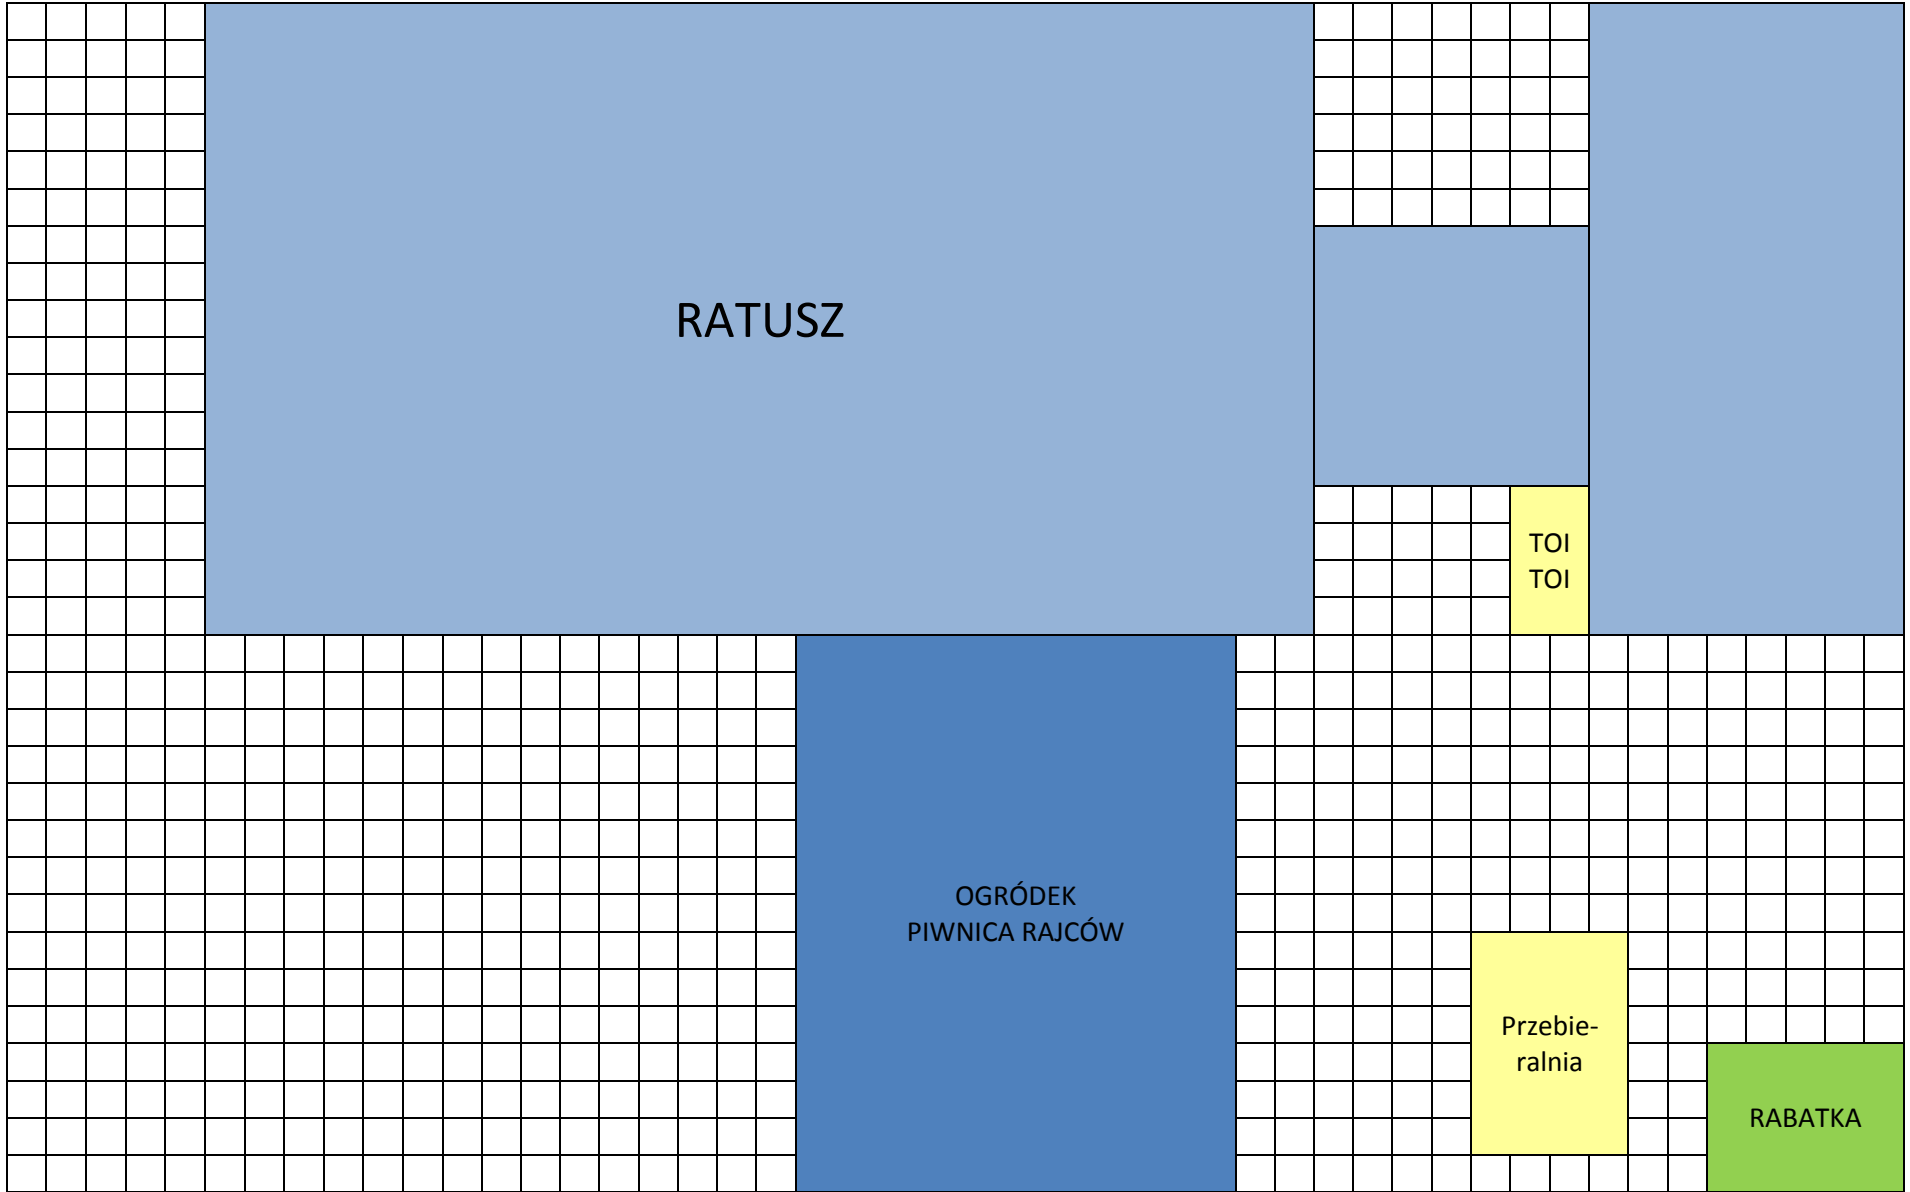 RATUSZ
TOI
TOI
OGRÓDEK
PIWNICA RAJCÓW
Przebie-
ralnia
RABATKA